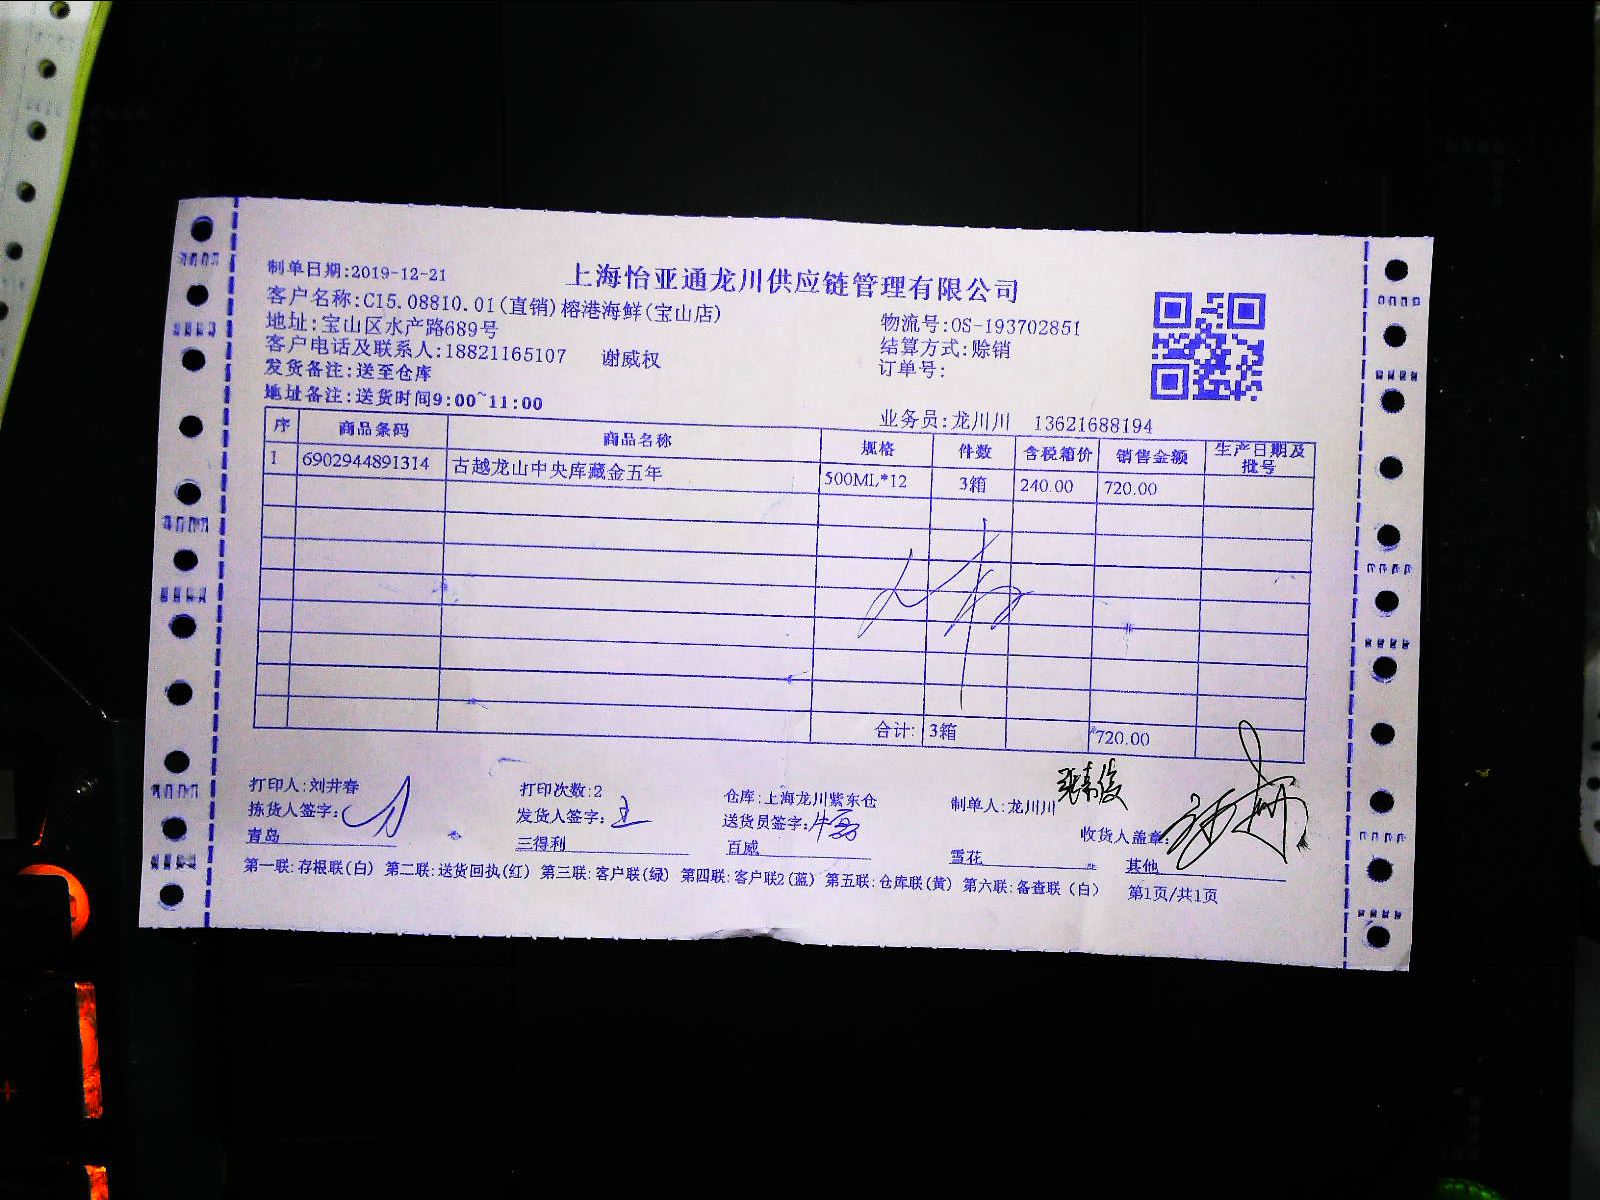 上海怡亚通龙川供应链管理有限公司
制单日期:2019-12-21
客户名称:C15.08810.01(直销)榕港海鲜(宝山店)
地址:宝山区水产路689号 物流号:OS-193702851
客户电话及联系人:18821165107 谢威权 结算方式:赊销
发货备注:送至仓库 订单号:
地址备注:送货时间9:00~11:00 业务员:龙川川 13621688194
序 商品条码 商品名称 规格 件数 含税箱价 销售金额 生产日期及批号
1 6902944891314 古越龙山中央库藏金五年 500ML*12 3箱 240.00 720.00
合计: 3箱 720.00
打印人:刘井春 打印次数:2 仓库:上海龙川紫东仓 制单人:龙川川
拣货人签字: 发货人签字: 送货员签字: 收货人盖章:
青岛 三得利 百威 雪花 其他
第一联:存根联(白) 第二联:送货回执(红) 第三联:客户联(绿) 第四联:客户联2(蓝) 第五联:仓库联(黄) 第六联:备查联(白) 第1页/共1页